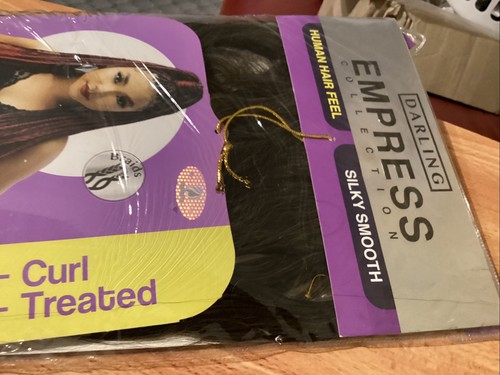 DARLING
EMPRESS
COLLECTION
HUMAN HAIR FEEL
SILKY SMOOTH
Braids
- Curl
- Treated